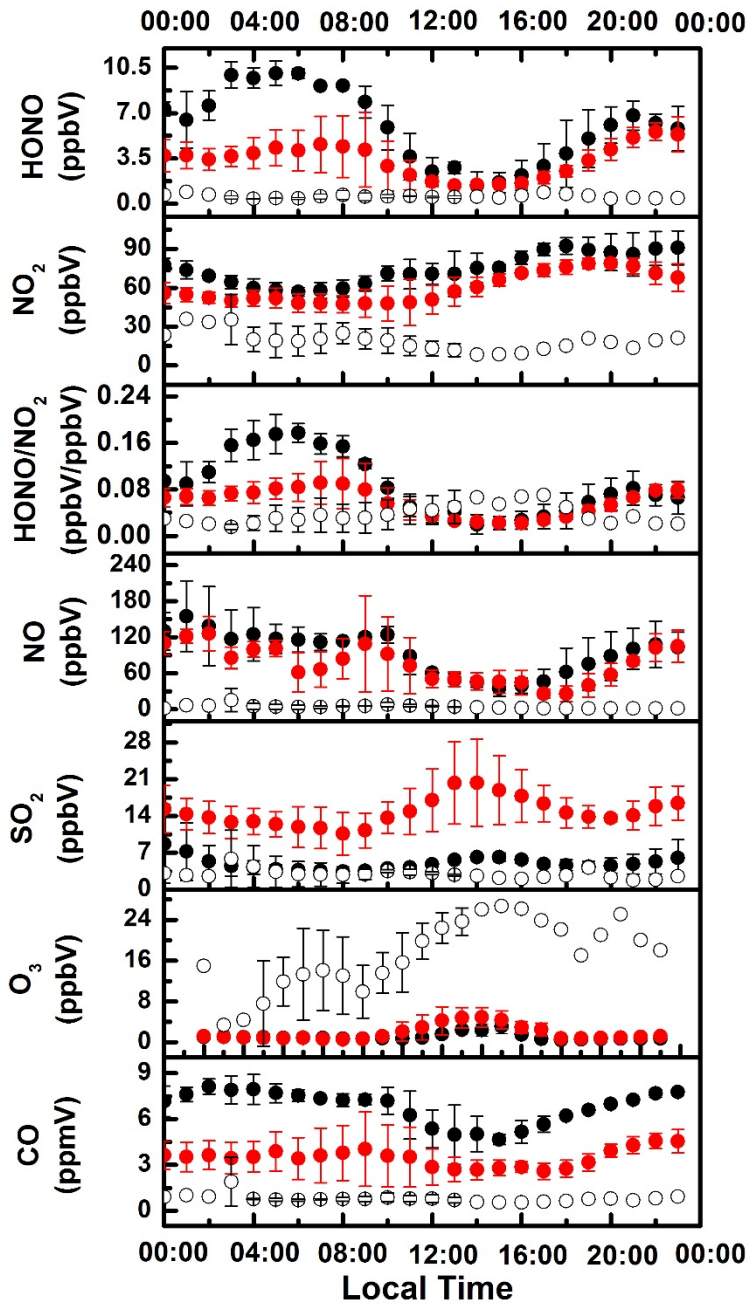 00:00 04:00 08:00 12:00 16:00 20:00 00:00
HONO
(ppbV)
10.5
7.0
3.5
0.0
NO2
(ppbV)
90
60
30
0
HONO/NO2
(ppbV/ppbV)
0.24
0.16
0.08
0.00
NO
(ppbV)
240
180
120
60
0
SO2
(ppbV)
28
21
14
7
0
O3
(ppbV)
24
16
8
0
CO
(ppmV)
9
6
3
0
00:00 04:00 08:00 12:00 16:00 20:00 00:00
Local Time